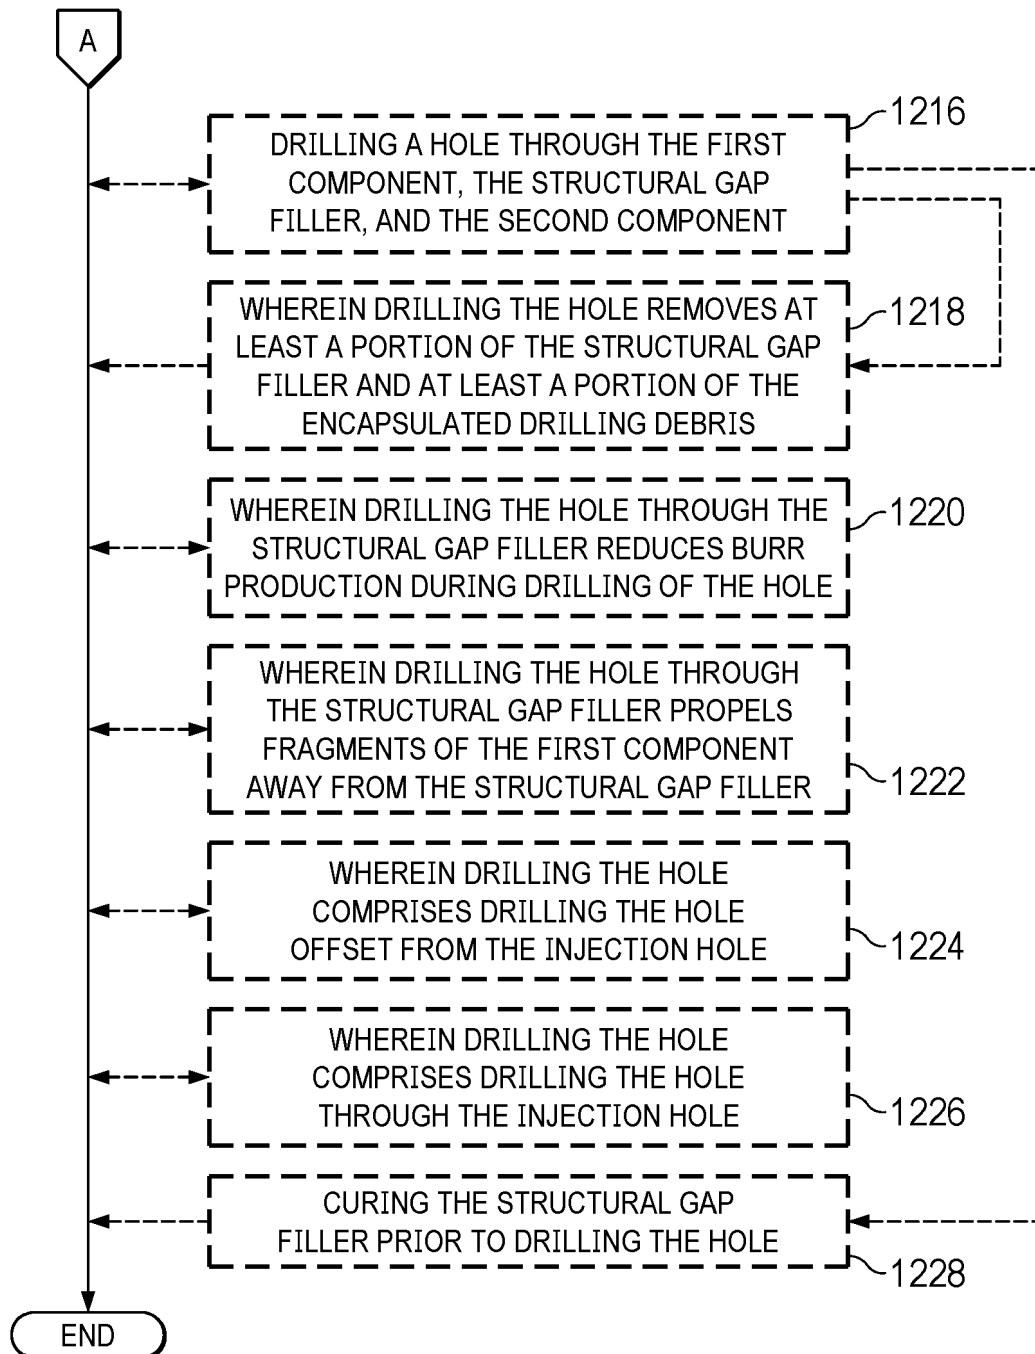 A
DRILLING A HOLE THROUGH THE FIRST
COMPONENT, THE STRUCTURAL GAP
FILLER, AND THE SECOND COMPONENT
1216
WHEREIN DRILLING THE HOLE REMOVES AT
LEAST A PORTION OF THE STRUCTURAL GAP
FILLER AND AT LEAST A PORTION OF THE
ENCAPSULATED DRILLING DEBRIS
1218
WHEREIN DRILLING THE HOLE THROUGH THE
STRUCTURAL GAP FILLER REDUCES BURR
PRODUCTION DURING DRILLING OF THE HOLE
1220
WHEREIN DRILLING THE HOLE THROUGH
THE STRUCTURAL GAP FILLER PROPELS
FRAGMENTS OF THE FIRST COMPONENT
AWAY FROM THE STRUCTURAL GAP FILLER
1222
WHEREIN DRILLING THE HOLE
COMPRISES DRILLING THE HOLE
OFFSET FROM THE INJECTION HOLE
1224
WHEREIN DRILLING THE HOLE
COMPRISES DRILLING THE HOLE
THROUGH THE INJECTION HOLE
1226
CURING THE STRUCTURAL GAP
FILLER PRIOR TO DRILLING THE HOLE
1228
END